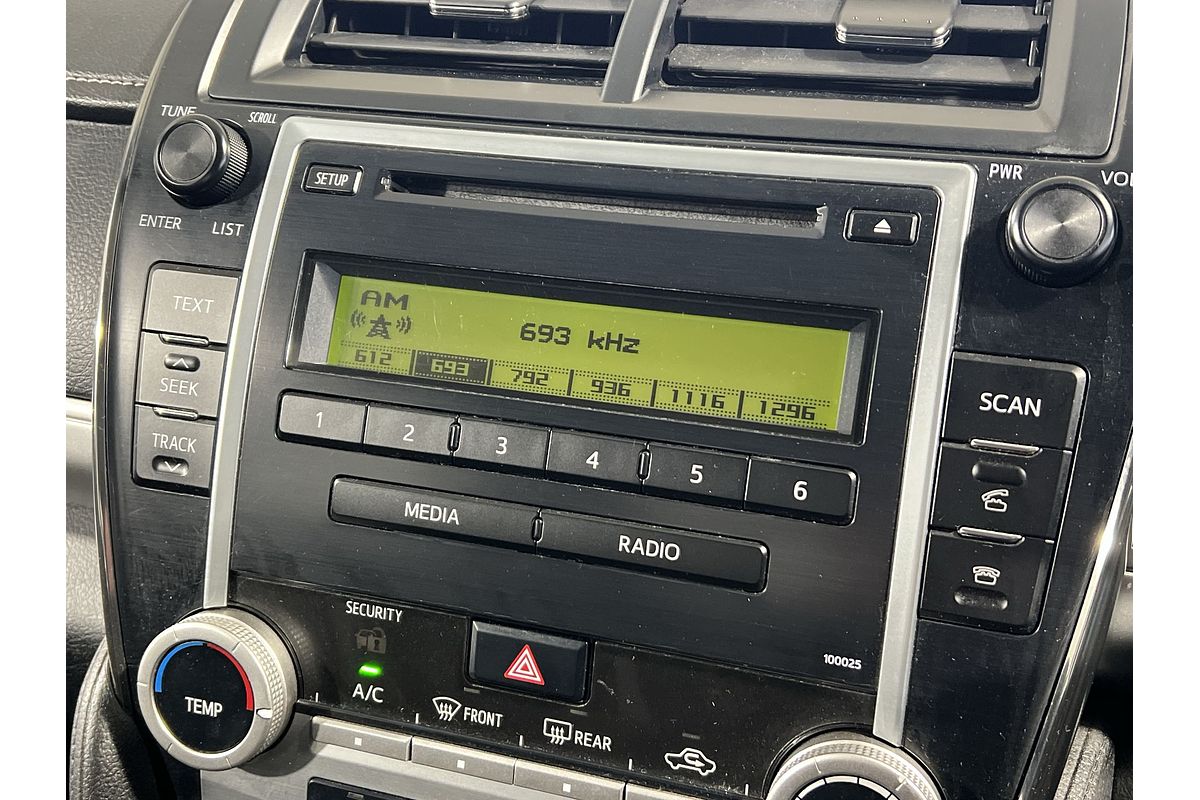 TUNE
SCROLL
SETUP
PWR
ENTER
LIST
TEXT
AM
693 kHz
612 693 792 936 1116 1296
SEEK
TRACK
SCAN
1 2 3 4 5 6
MEDIA
RADIO
SECURITY
100025
A/C
TEMP
FRONT
REAR